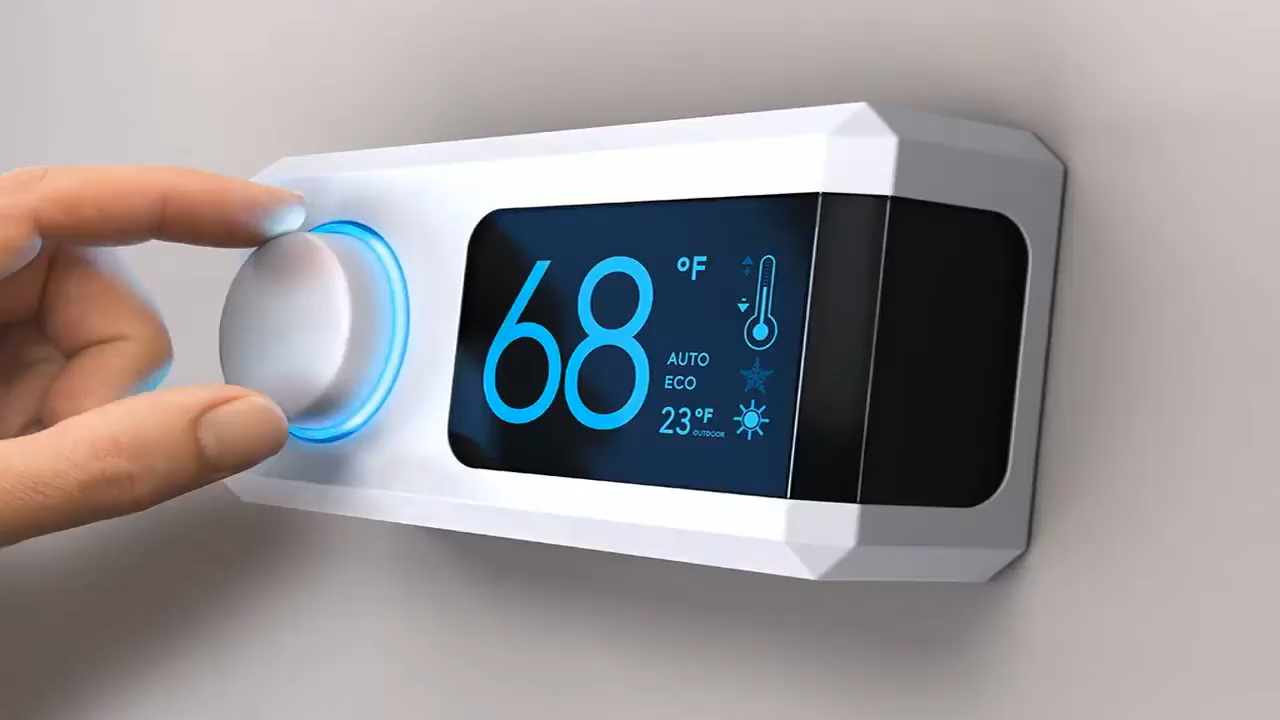 68 °F
AUTO
ECO
23 °F
OUTDOOR